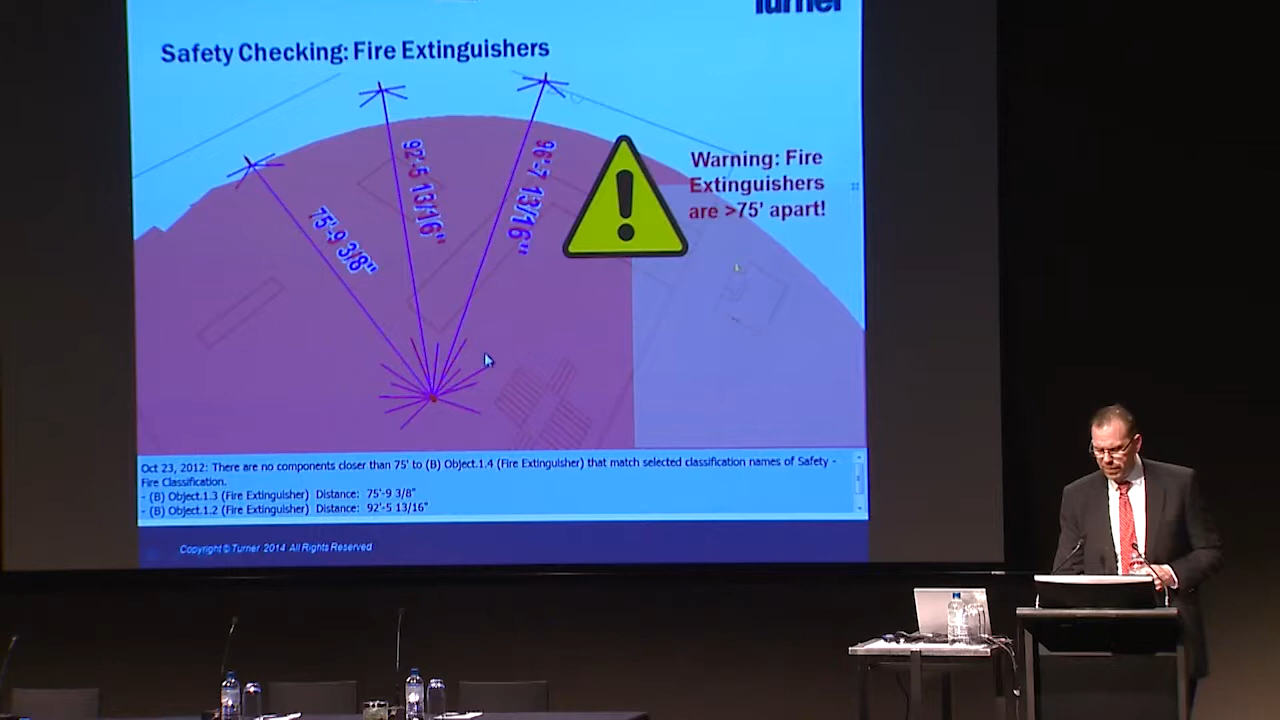 Turner
Safety Checking: Fire Extinguishers
75'-9 3/8"
92'-5 13/16"
96'-7 13/16"
Warning: Fire
Extinguishers
are >75' apart!
Oct 23, 2012: There are no components closer than 75' to (B) Object.1.4 (Fire Extinguisher) that match selected classification names of Safety -
Fire Classification.
- (B) Object.1.3 (Fire Extinguisher) Distance: 75'-9 3/8"
- (B) Object.1.2 (Fire Extinguisher) Distance: 92'-5 13/16"
Copyright © Turner 2014 All Rights Reserved